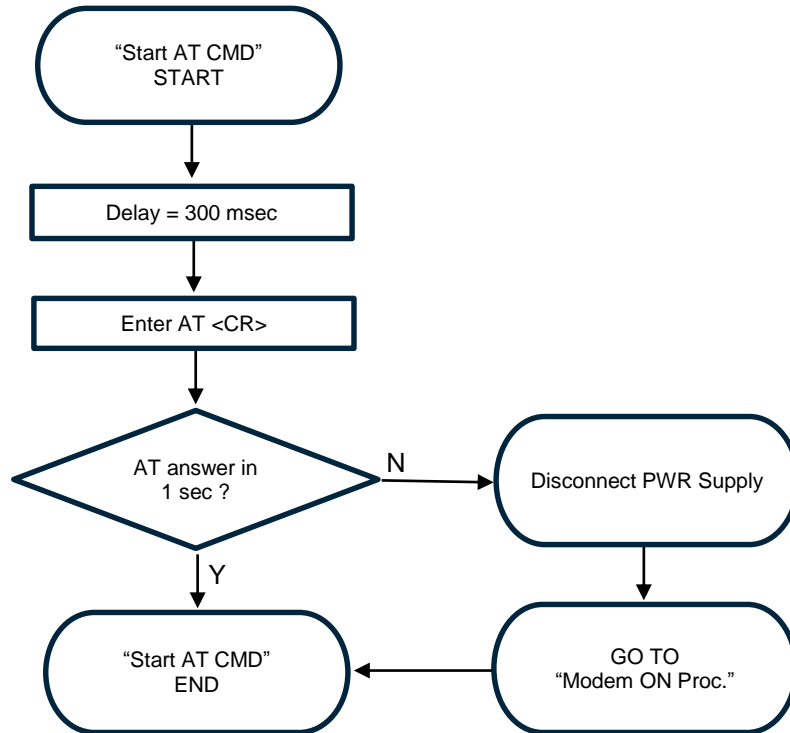 “Start AT CMD”
START
Delay = 300 msec
Enter AT <CR>
AT answer in
1 sec ?
N
Disconnect PWR Supply
Y
“Start AT CMD”
END
GO TO
“Modem ON Proc.”